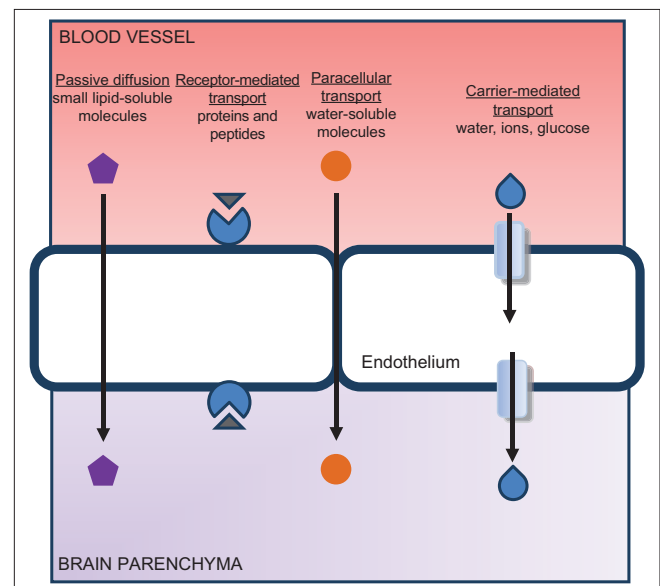 BLOOD VESSEL
Passive diffusion
small lipid-soluble
molecules
Receptor-mediated
transport
proteins and
peptides
Paracellular
transport
water-soluble
molecules
Carrier-mediated
transport
water, ions, glucose
Endothelium
BRAIN PARENCHYMA